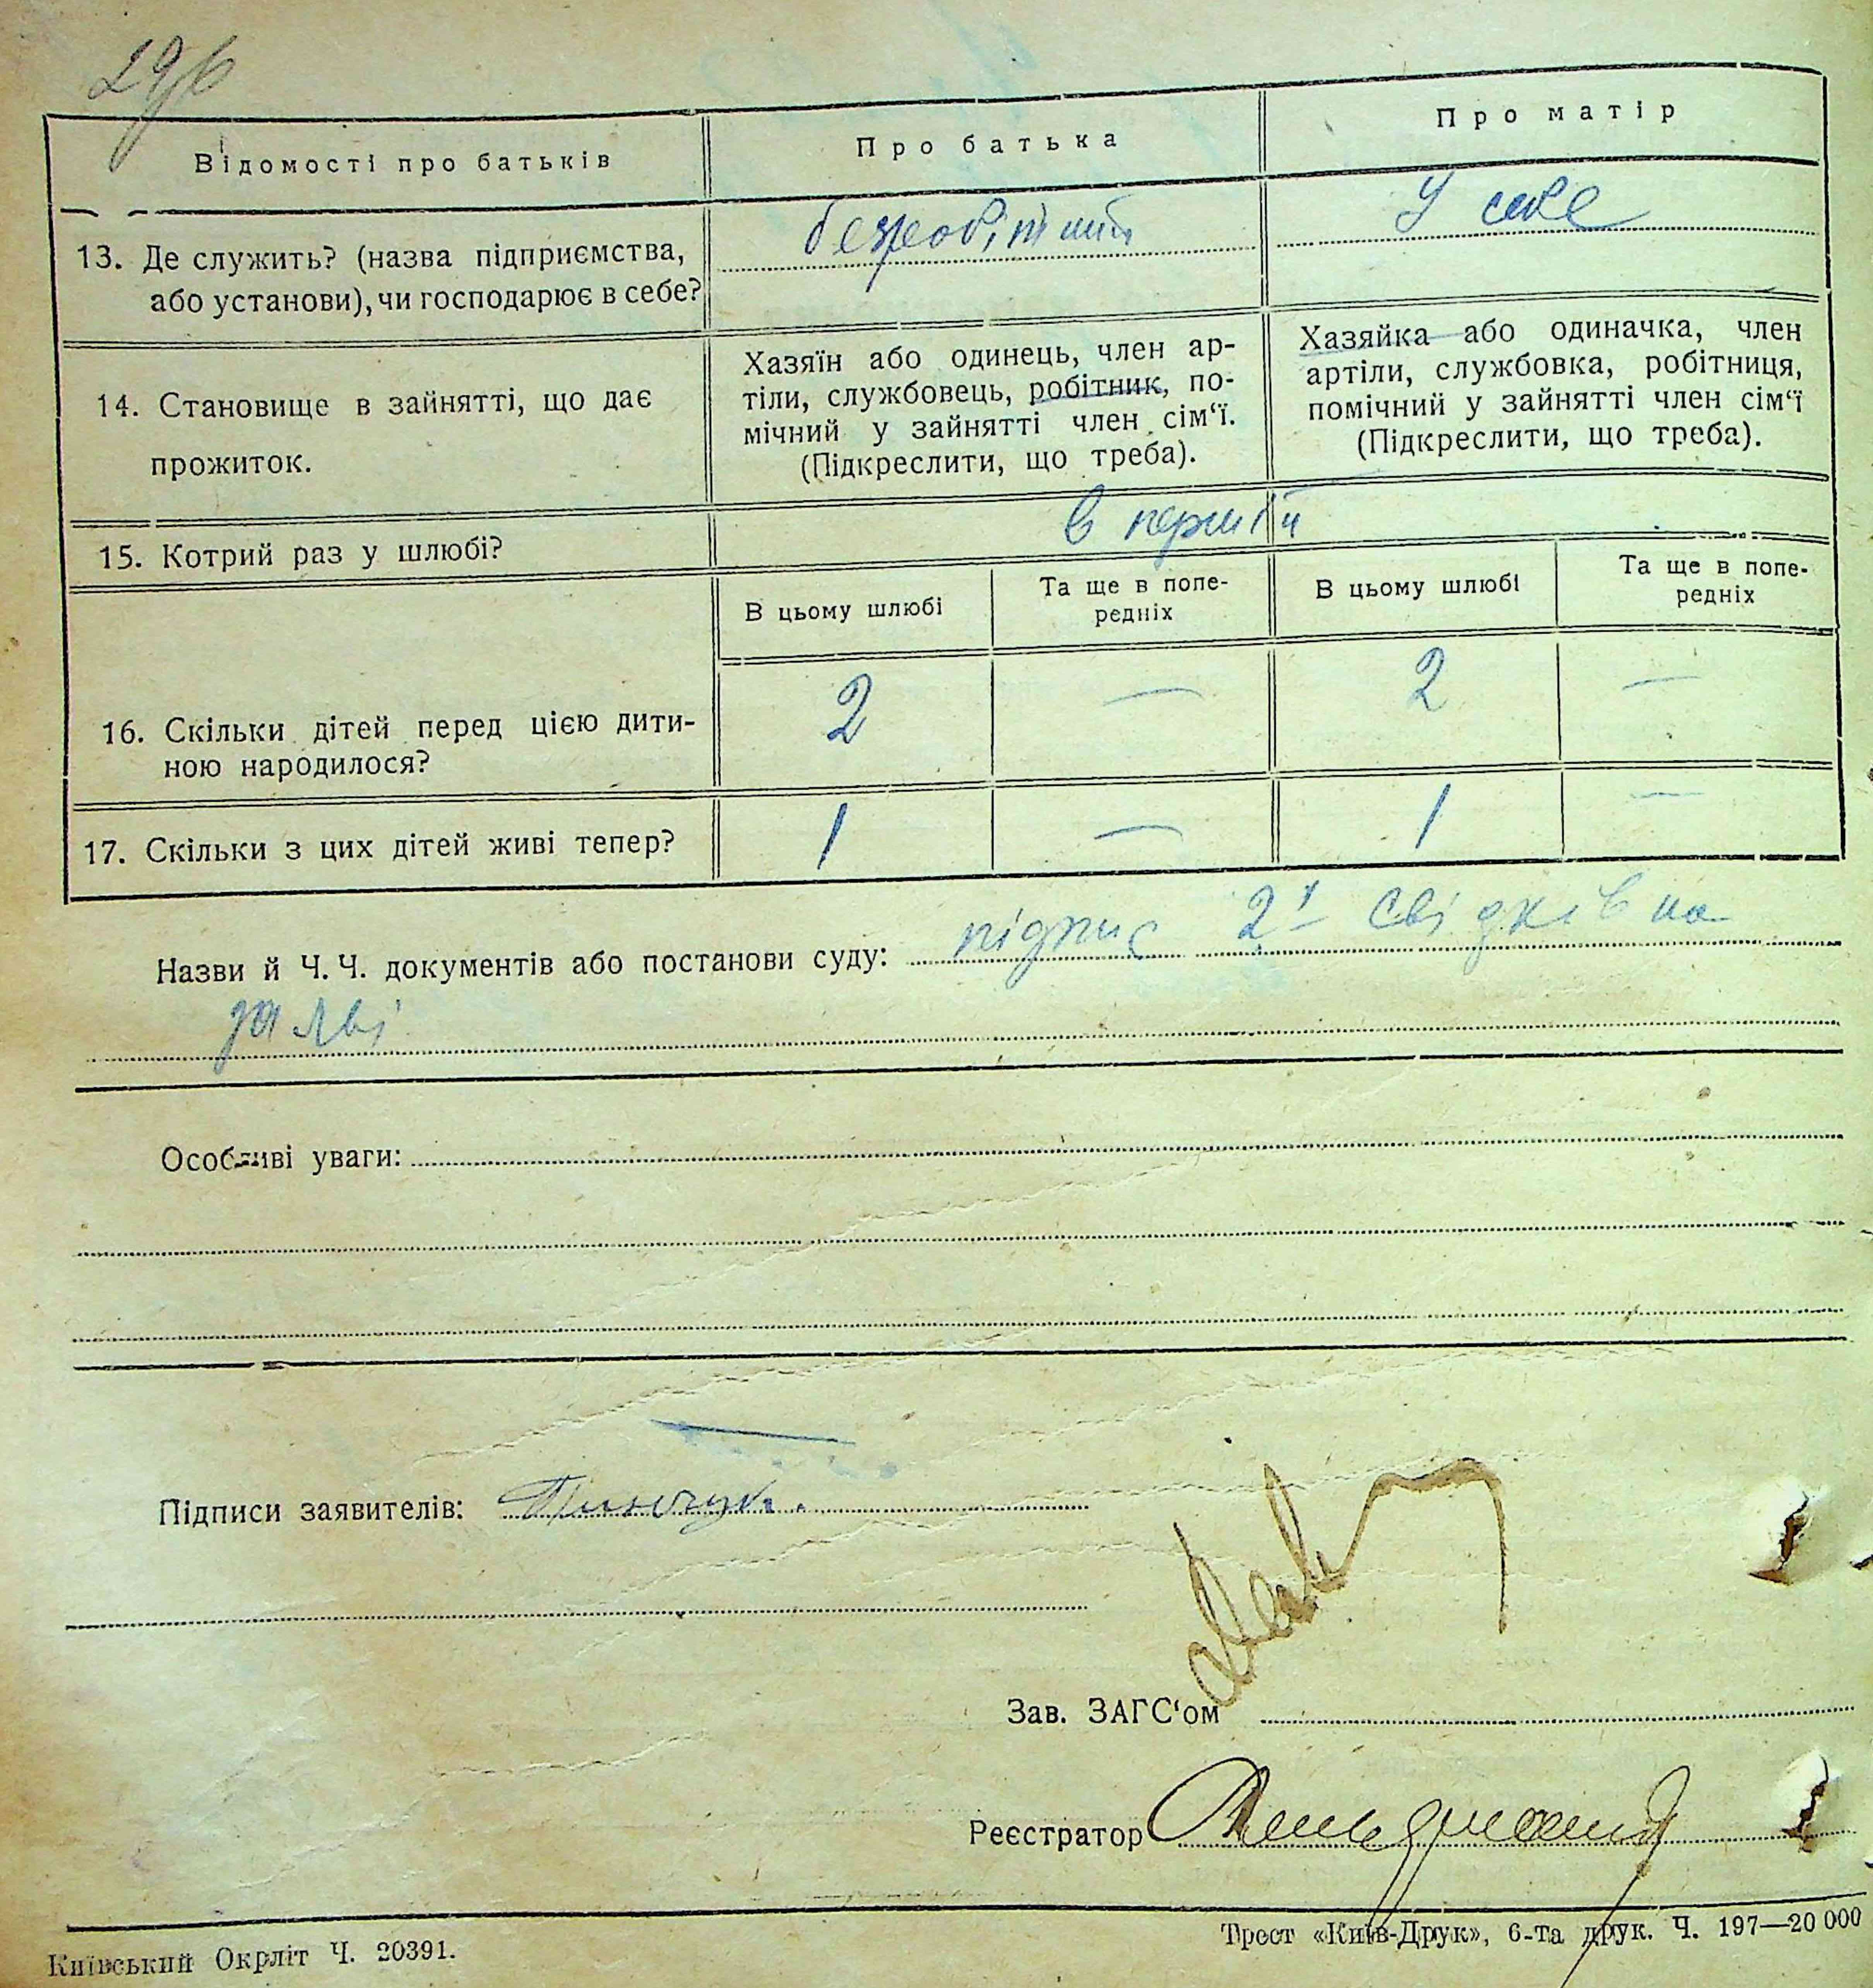 Відомості про батьків
Про батька
Про матір
13. Де служить? (назва підприємства,
або установи), чи господарює в себе?
безробітний
У себе
14. Становище в зайнятті, що дає
прожиток.
Хазяїн або одинець, член ар-
тіли, службовець, робітник, по-
мічний у зайнятті член сім‘ї.
(Підкреслити, що треба).
Хазяйка або одиначка, член
артіли, службовка, робітниця,
помічний у зайнятті член сім‘ї
(Підкреслити, що треба).
15. Котрий раз у шлюбі?
в перший
В цьому шлюбі
Та ще в попе-
редніх
В цьому шлюбі
Та ще в попе-
редніх
16. Скільки дітей перед цією дити-
ною народилося?
2 — 2 —
17. Скільки з цих дітей живі тепер?
1 — 1 —
Назви й Ч. Ч. документів або постанови суду: підпис 2х свідків на
заяві
Особливі уваги:
Підписи заявителів:
Зав. ЗАГС‘ом
Реєстратор
Київський Окрліт Ч. 20391.
Трест «Київ-Друк», 6-та друк. Ч. 197—20 000